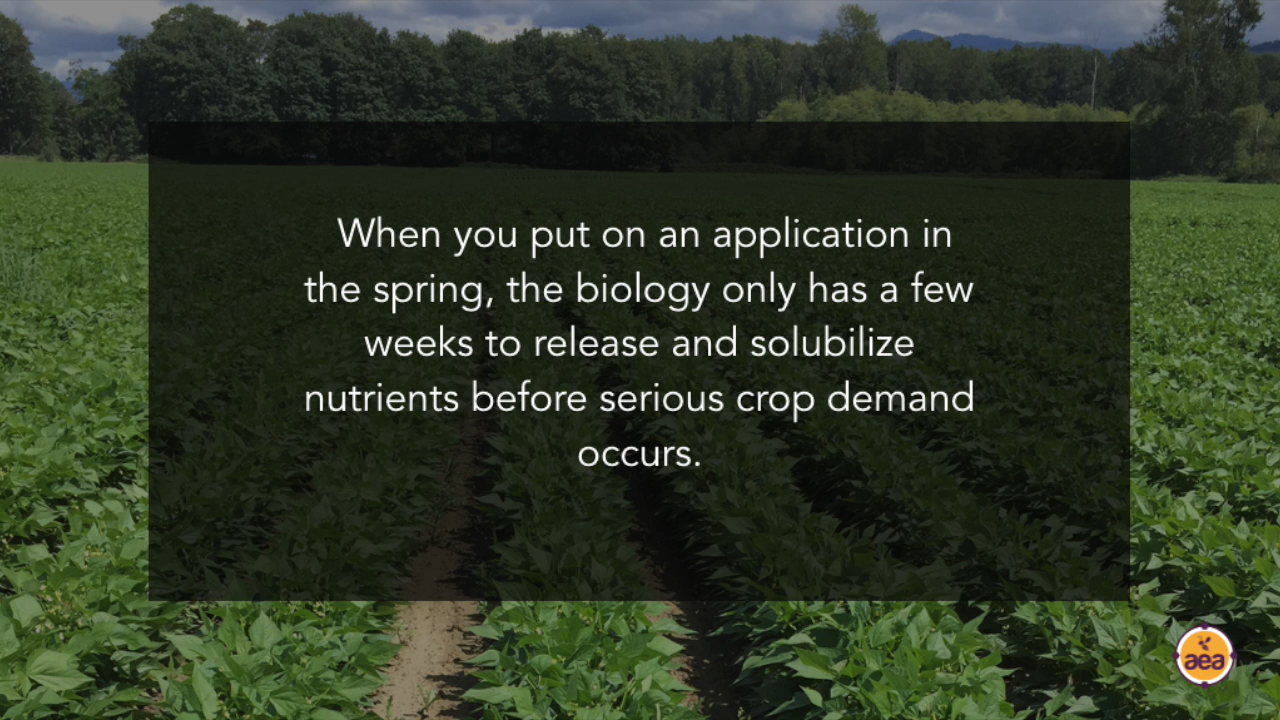 When you put on an application in
the spring, the biology only has a few
weeks to release and solubilize
nutrients before serious crop demand
occurs.
aea